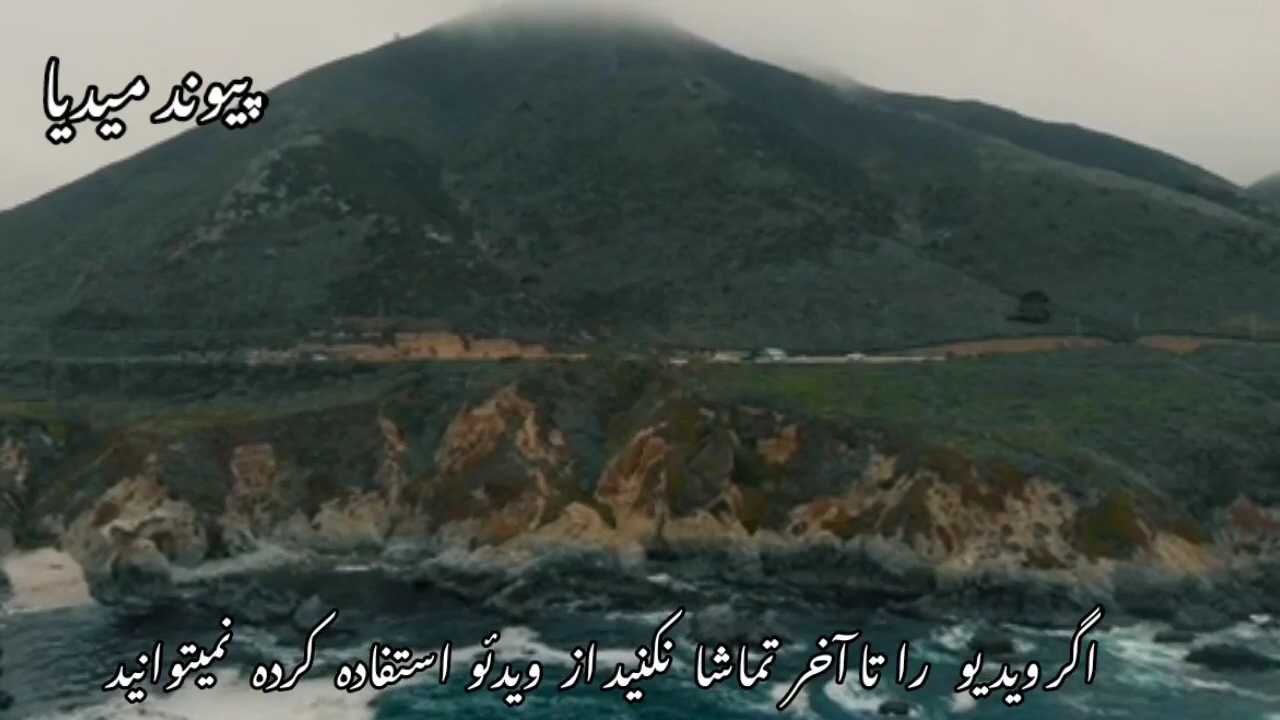 پیوند میدیا
اگر ویدیو را تا آخر تماشا نکنید از ویدئو استفاده کرده نمیتوانید